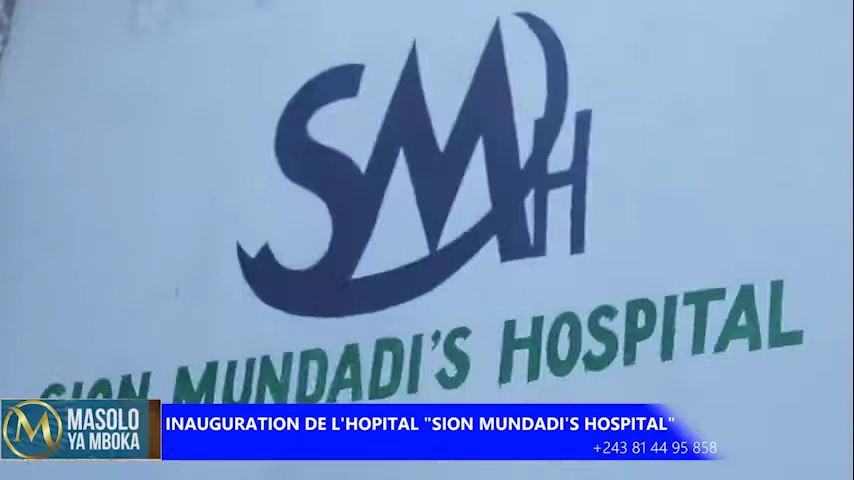 SMH
SION MUNDADI'S HOSPITAL
M MASOLO
YA MBOKA
INAUGURATION DE L'HOPITAL "SION MUNDADI'S HOSPITAL"
+243 81 44 95 858